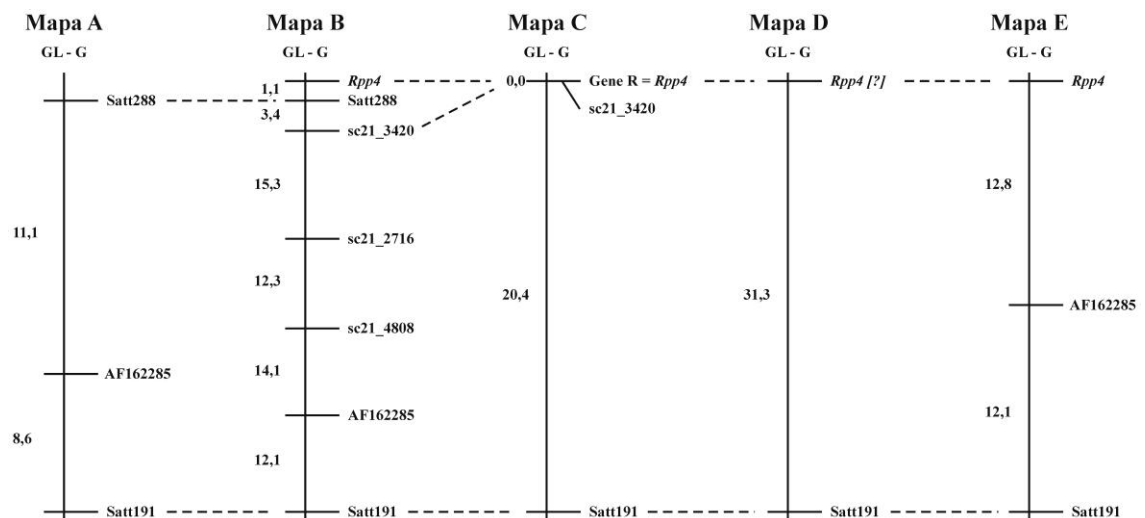 Mapa A
GL - G
Satt288
11,1
AF162285
8,6
Satt191
Mapa B
GL - G
Rpp4
1,1
Satt288
3,4
sc21_3420
15,3
sc21_2716
12,3
sc21_4808
14,1
AF162285
12,1
Satt191
Mapa C
GL - G
0,0
Gene R = Rpp4
sc21_3420
20,4
Satt191
Mapa D
GL - G
Rpp4 [?]
31,3
Satt191
Mapa E
GL - G
Rpp4
12,8
AF162285
12,1
Satt191